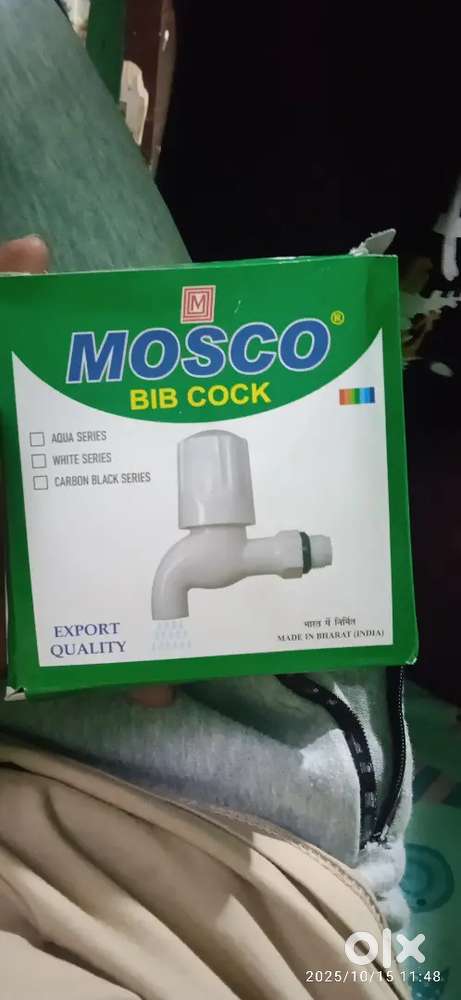 M
MOSCO®
BIB COCK
AQUA SERIES
WHITE SERIES
CARBON BLACK SERIES
EXPORT
QUALITY
भारत में निर्मित
MADE IN BHARAT (INDIA)
olx
2025/10/15 11:48